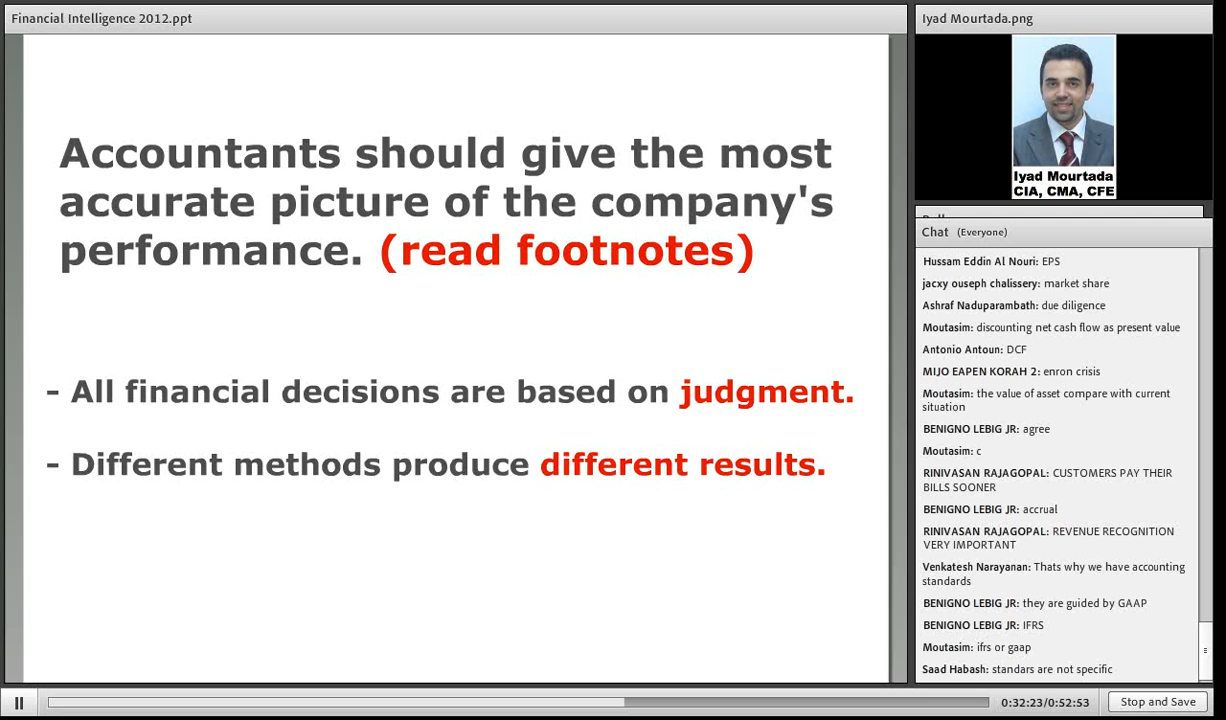 Financial Intelligence 2012.ppt
Accountants should give the most
accurate picture of the company's
performance. (read footnotes)
- All financial decisions are based on judgment.
- Different methods produce different results.
Iyad Mourtada.png
Iyad Mourtada
CIA, CMA, CFE
Chat (Everyone)
Hussam Eddin Al Nouri: EPS
jacxy ouseph chalissery: market share
Ashraf Naduparambath: due diligence
Moutasim: discounting net cash flow as present value
Antonio Antoun: DCF
MIJO EAPEN KORAH 2: enron crisis
Moutasim: the value of asset compare with current
situation
BENIGNO LEBIG JR: agree
Moutasim: c
RINIVASAN RAJAGOPAL: CUSTOMERS PAY THEIR
BILLS SOONER
BENIGNO LEBIG JR: accrual
RINIVASAN RAJAGOPAL: REVENUE RECOGNITION
VERY IMPORTANT
Venkatesh Narayanan: Thats why we have accounting
standards
BENIGNO LEBIG JR: they are guided by GAAP
BENIGNO LEBIG JR: IFRS
Moutasim: ifrs or gaap
Saad Habash: standars are not specific
0:32:23/0:52:53
Stop and Save